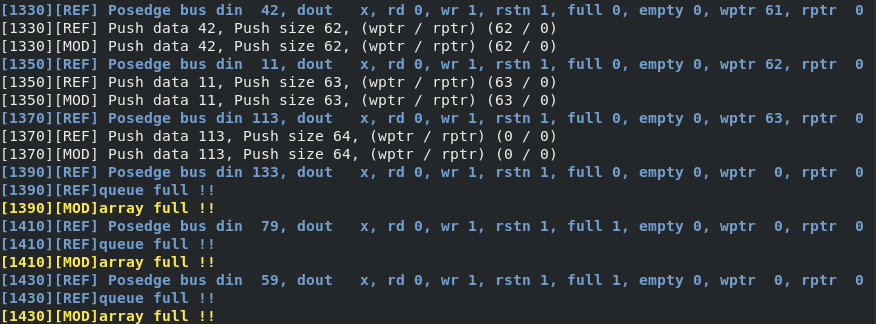 [1330][REF] Posedge bus din  42, dout   x, rd 0, wr 1, rstn 1, full 0, empty 0, wptr 61, rptr  0
[1330][REF] Push data 42, Push size 62, (wptr / rptr) (62 / 0)
[1330][MOD] Push data 42, Push size 62, (wptr / rptr) (62 / 0)
[1350][REF] Posedge bus din  11, dout   x, rd 0, wr 1, rstn 1, full 0, empty 0, wptr 62, rptr  0
[1350][REF] Push data 11, Push size 63, (wptr / rptr) (63 / 0)
[1350][MOD] Push data 11, Push size 63, (wptr / rptr) (63 / 0)
[1370][REF] Posedge bus din 113, dout   x, rd 0, wr 1, rstn 1, full 0, empty 0, wptr 63, rptr  0
[1370][REF] Push data 113, Push size 64, (wptr / rptr) (0 / 0)
[1370][MOD] Push data 113, Push size 64, (wptr / rptr) (0 / 0)
[1390][REF] Posedge bus din 133, dout   x, rd 0, wr 1, rstn 1, full 0, empty 0, wptr  0, rptr  0
[1390][REF]queue full !!
[1390][MOD]array full !!
[1410][REF] Posedge bus din  79, dout   x, rd 0, wr 1, rstn 1, full 1, empty 0, wptr  0, rptr  0
[1410][REF]queue full !!
[1410][MOD]array full !!
[1430][REF] Posedge bus din  59, dout   x, rd 0, wr 1, rstn 1, full 1, empty 0, wptr  0, rptr  0
[1430][REF]queue full !!
[1430][MOD]array full !!